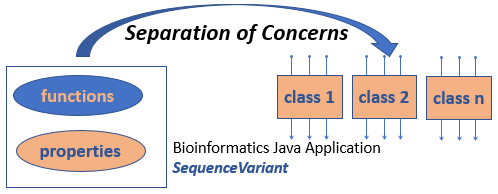 Separation of Concerns
functions
properties
class 1
class 2
class n
Bioinformatics Java Application
SequenceVariant